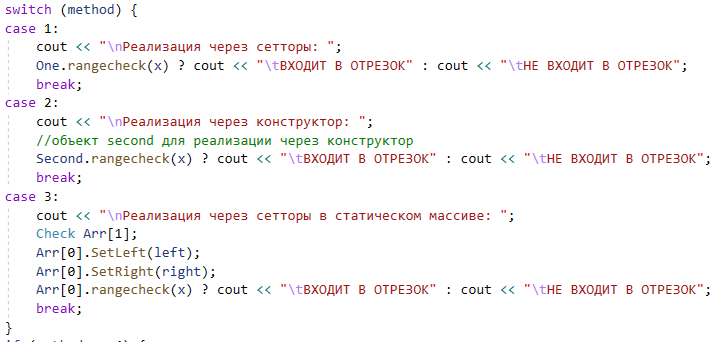 switch (method) {
case 1:
cout << "\nРеализация через сетторы: ";
One.rangecheck(x) ? cout << "\tВХОДИТ В ОТРЕЗОК" : cout << "\tНЕ ВХОДИТ В ОТРЕЗОК";
break;
case 2:
cout << "\nРеализация через конструктор: ";
//объект second для реализации через конструктор
Second.rangecheck(x) ? cout << "\tВХОДИТ В ОТРЕЗОК" : cout << "\tНЕ ВХОДИТ В ОТРЕЗОК";
break;
case 3:
cout << "\nРеализация через сетторы в статическом массиве: ";
Check Arr[1];
Arr[0].SetLeft(left);
Arr[0].SetRight(right);
Arr[0].rangecheck(x) ? cout << "\tВХОДИТ В ОТРЕЗОК" : cout << "\tНЕ ВХОДИТ В ОТРЕЗОК";
break;
}